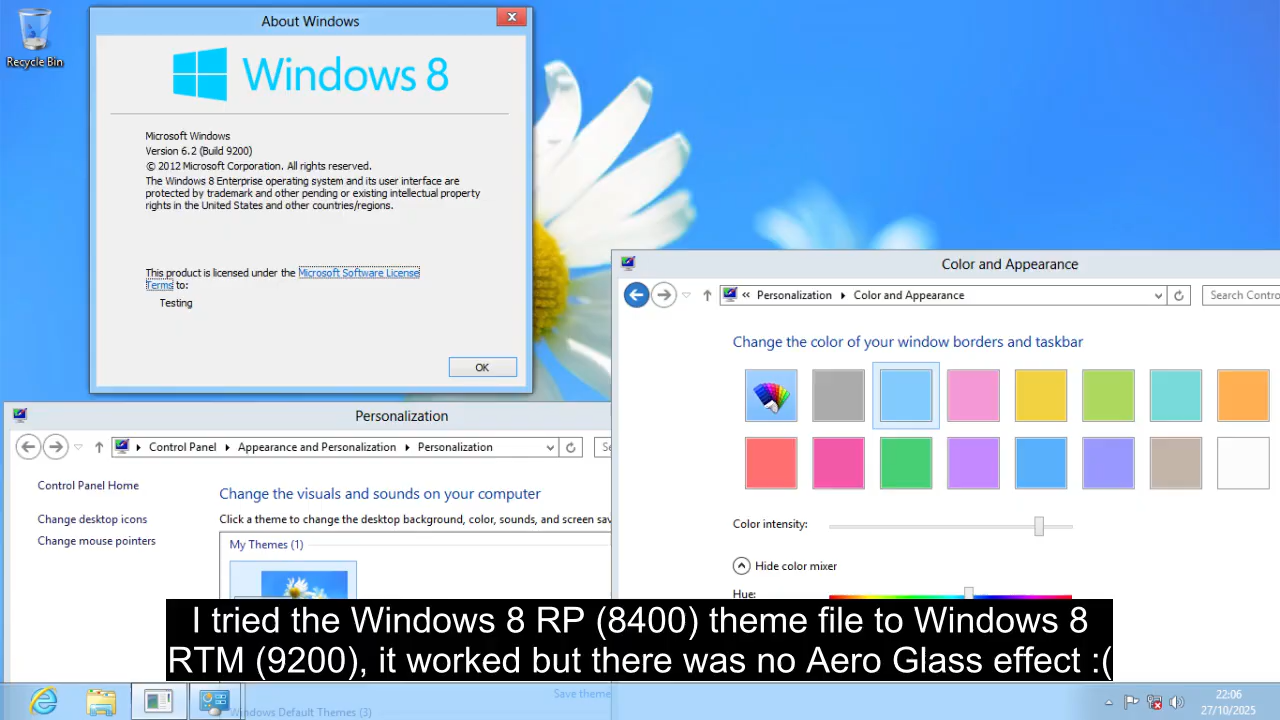 Recycle Bin
About Windows
Windows 8
Microsoft Windows
Version 6.2 (Build 9200)
© 2012 Microsoft Corporation. All rights reserved.
The Windows 8 Enterprise operating system and its user interface are
protected by trademark and other pending or existing intellectual property
rights in the United States and other countries/regions.
This product is licensed under the Microsoft Software License
Terms to:
Testing
OK
Color and Appearance
« Personalization Color and Appearance
Search Contro
Change the color of your window borders and taskbar
Color intensity:
Hide color mixer
Hue:
Personalization
Control Panel Appearance and Personalization Personalization
Se
Control Panel Home
Change desktop icons
Change mouse pointers
Change the visuals and sounds on your computer
Click a theme to change the desktop background, color, sounds, and screen sav
My Themes (1)
I tried the Windows 8 RP (8400) theme file to Windows 8
RTM (9200), it worked but there was no Aero Glass effect :(
Save theme
Windows Default Themes (3)
22:06
27/10/2025